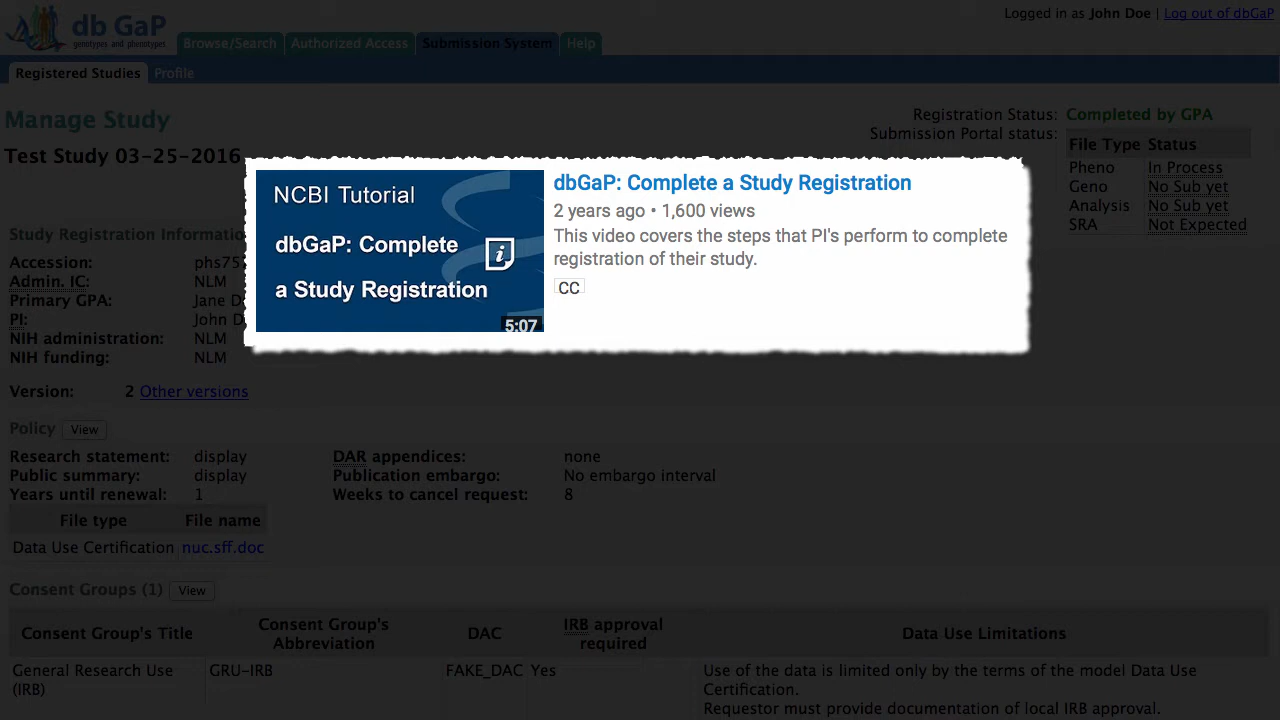 Logged in as John Doe | Log out of dbGaP
db GaP
genotypes and phenotypes
Browse/Search Authorized Access Submission System Help
Registered Studies Profile
Manage Study
Test Study 03-25-2016
Registration Status: Completed by GPA
Submission Portal status:
File Type Status
Pheno In Process
Geno No Sub yet
Analysis No Sub yet
SRA Not Expected
NCBI Tutorial
dbGaP: Complete
a Study Registration
5:07
dbGaP: Complete a Study Registration
2 years ago • 1,600 views
This video covers the steps that PI's perform to complete
registration of their study.
CC
Study Registration
Accession:
Admin. IC: NLM
Primary GPA: Jane
PI: John
NIH administration: NLM
NIH funding: NLM
Version: 2 Other versions
Policy View
Research statement: display DAR appendices: none
Public summary: display Publication embargo: No embargo interval
Years until renewal: 1 Weeks to cancel request: 8
File type File name
Data Use Certification nuc.sff.doc
Consent Groups (1) View
Consent Group's Title Consent Group's Abbreviation DAC IRB approval required Data Use Limitations
General Research Use (IRB) GRU-IRB FAKE_DAC Yes Use of the data is limited only by the terms of the model Data Use
Certification.
Requestor must provide documentation of local IRB approval.